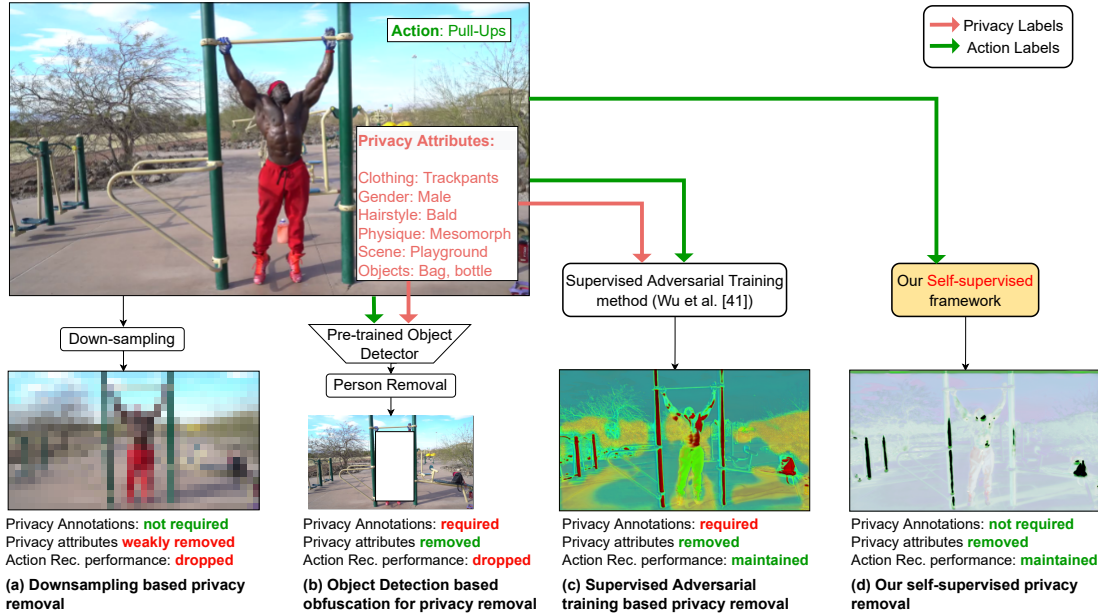 Action: Pull-Ups
Privacy Labels
Action Labels
Privacy Attributes:
Clothing: Trackpants
Gender: Male
Hairstyle: Bald
Physique: Mesomorph
Scene: Playground
Objects: Bag, bottle
Down-sampling
Pre-trained Object
Detector
Person Removal
Supervised Adversarial Training
method (Wu et al. [41])
Our Self-supervised
framework
Privacy Annotations: not required
Privacy attributes weakly removed
Action Rec. performance: dropped
(a) Downsampling based privacy
removal
Privacy Annotations: required
Privacy attributes removed
Action Rec. performance: dropped
(b) Object Detection based
obfuscation for privacy removal
Privacy Annotations: required
Privacy attributes removed
Action Rec. performance: maintained
(c) Supervised Adversarial
training based privacy removal
Privacy Annotations: not required
Privacy attributes removed
Action Rec. performance: maintained
(d) Our self-supervised privacy
removal